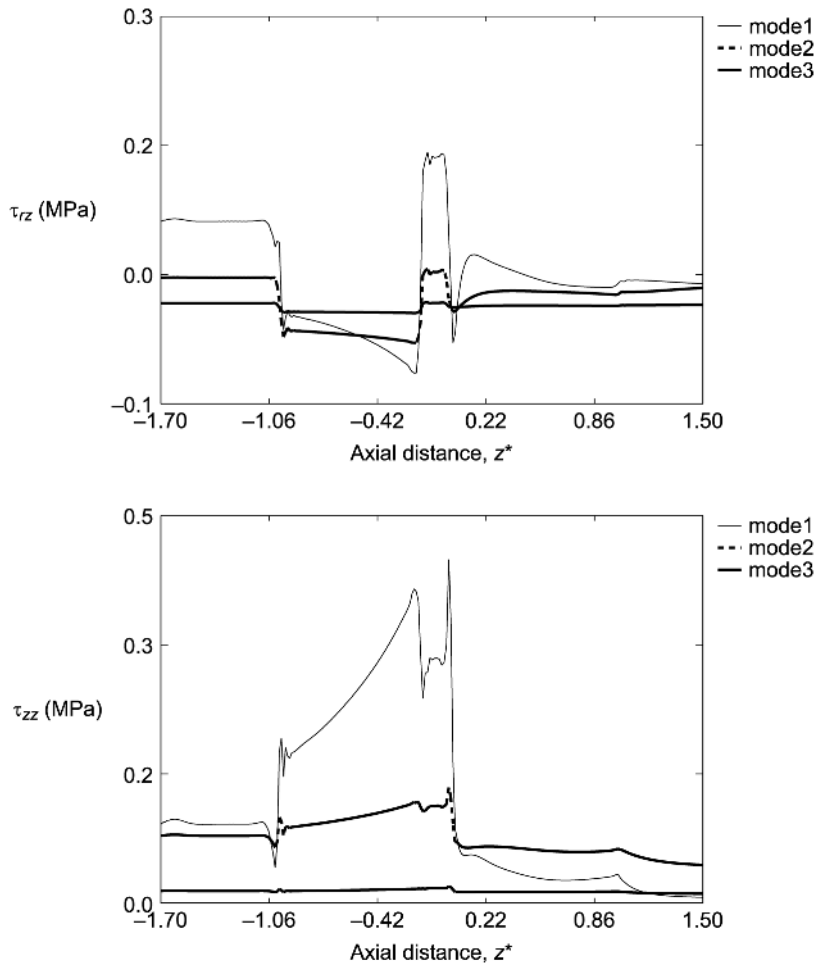 0.3
mode1
mode2
mode3
0.2
τrz (MPa)
0.0
–0.1
–1.70 –1.06 –0.42 0.22 0.86 1.50
Axial distance, z*
0.5
mode1
mode2
mode3
0.3
τzz (MPa)
0.2
0.0
–1.70 –1.06 –0.42 0.22 0.86 1.50
Axial distance, z*